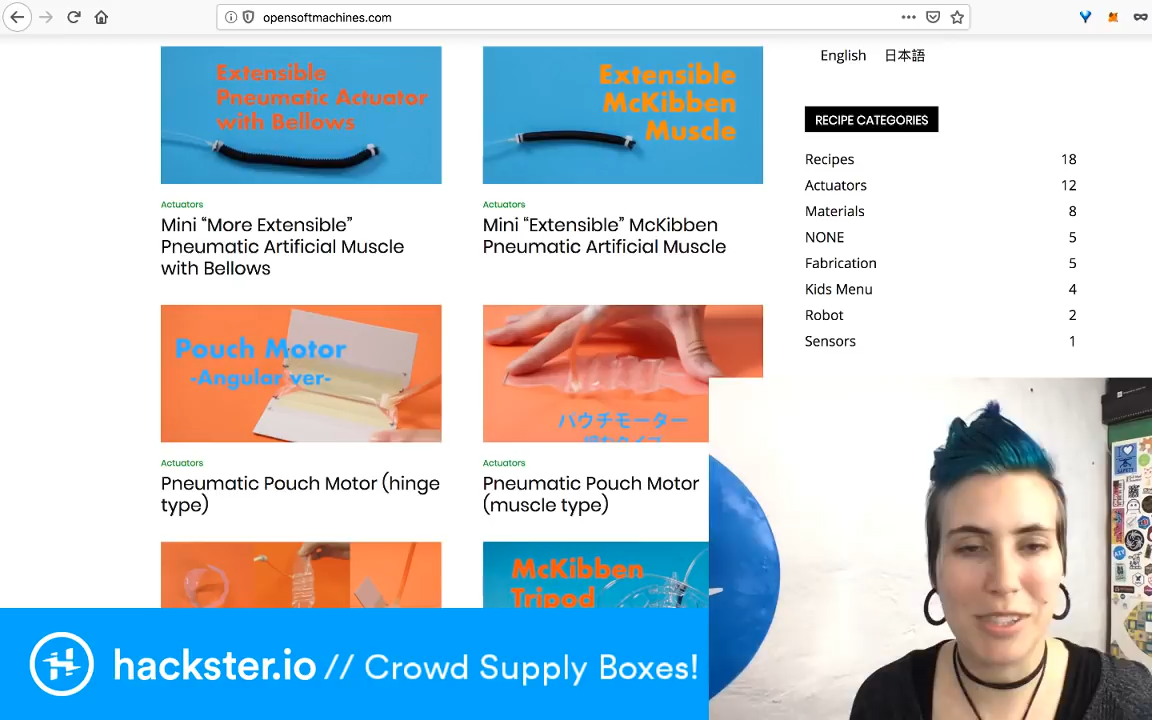 opensoftmachines.com
English 日本語
Extensible
Pneumatic Actuator
with Bellows
Extensible
McKibben
Muscle
Actuators
Mini “More Extensible”
Pneumatic Artificial Muscle
with Bellows
Actuators
Mini “Extensible” McKibben
Pneumatic Artificial Muscle
RECIPE CATEGORIES
Recipes 18
Actuators 12
Materials 8
NONE 5
Fabrication 5
Kids Menu 4
Robot 2
Sensors 1
Pouch Motor
-Angular ver-
パウチモーター
Actuators
Pneumatic Pouch Motor (hinge
type)
Actuators
Pneumatic Pouch Motor
(muscle type)
McKibben
Tripod
hackster.io // Crowd Supply Boxes!